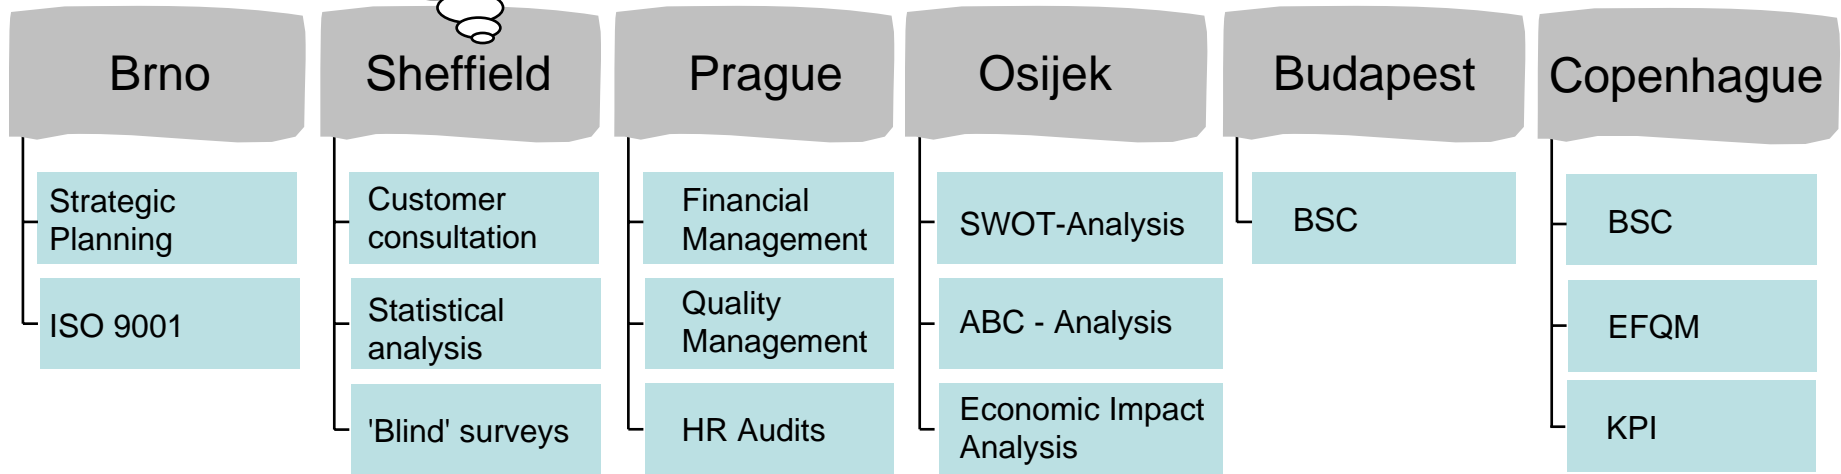 Brno
Strategic
Planning
ISO 9001
Sheffield
Customer
consultation
Statistical
analysis
'Blind' surveys
Prague
Financial
Management
Quality
Management
HR Audits
Osijek
SWOT-Analysis
ABC - Analysis
Economic Impact
Analysis
Budapest
BSC
Copenhague
BSC
EFQM
KPI